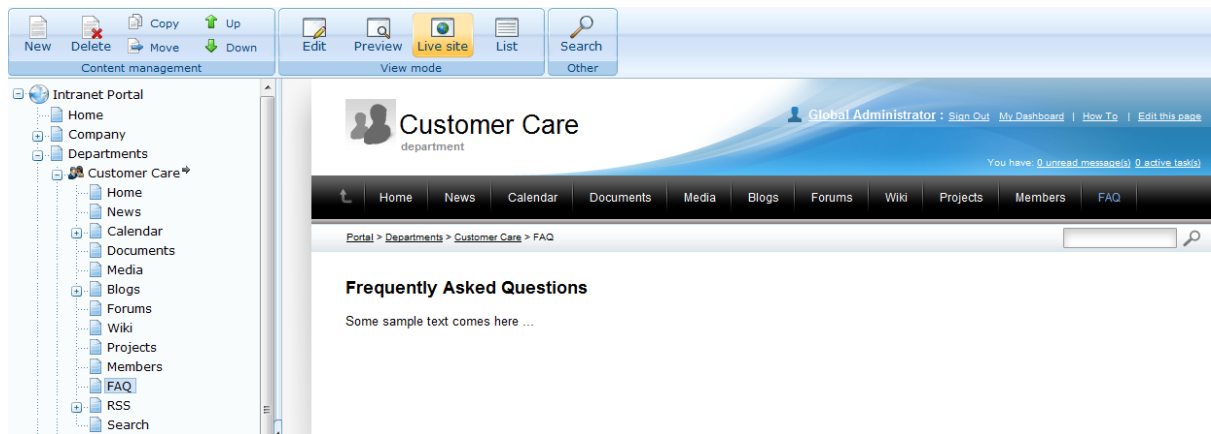 New Delete Copy Move Up Down
Content management
Edit Preview Live site List
View mode
Search
Other
Intranet Portal
Home
Company
Departments
Customer Care
Home
News
Calendar
Documents
Media
Blogs
Forums
Wiki
Projects
Members
FAQ
RSS
Search
Customer Care
department
Global Administrator : Sign Out My Dashboard | How To | Edit this page
You have: 0 unread message(s) 0 active task(s)
Home News Calendar Documents Media Blogs Forums Wiki Projects Members FAQ
Portal > Departments > Customer Care > FAQ
Frequently Asked Questions
Some sample text comes here ...